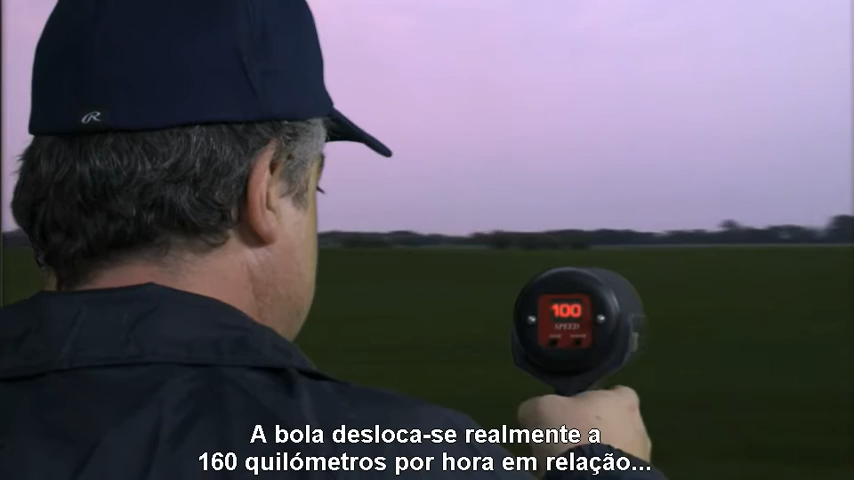 100
SPEED
A bola desloca-se realmente a
160 quilómetros por hora em relação...